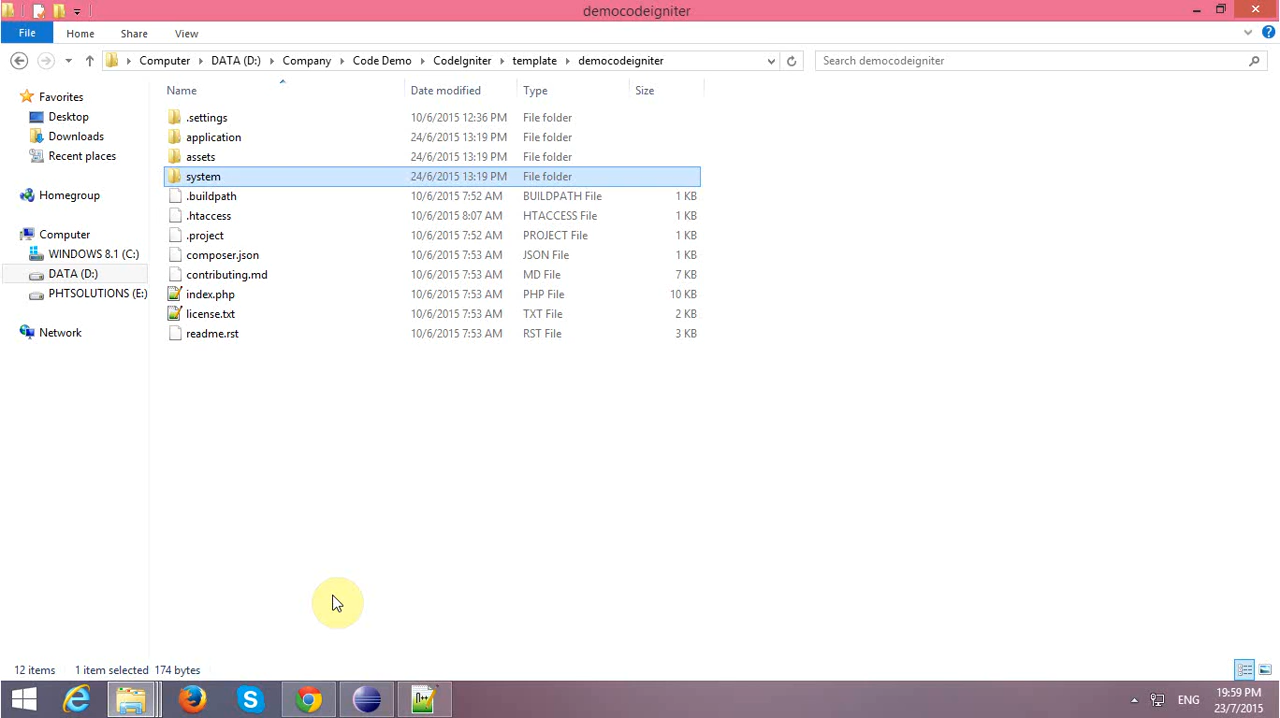 democodeigniter
File Home Share View
Computer DATA (D:) Company Code Demo CodeIgniter template democodeigniter Search democodeigniter
Name Date modified Type Size
Favorites
Desktop
Downloads
Recent places
Homegroup
Computer
WINDOWS 8.1 (C:)
DATA (D:)
PHTSOLUTIONS (E:)
Network
.settings 10/6/2015 12:36 PM File folder
application 24/6/2015 13:19 PM File folder
assets 24/6/2015 13:19 PM File folder
system 24/6/2015 13:19 PM File folder
.buildpath 10/6/2015 7:52 AM BUILDPATH File 1 KB
.htaccess 10/6/2015 8:07 AM HTACCESS File 1 KB
.project 10/6/2015 7:52 AM PROJECT File 1 KB
composer.json 10/6/2015 7:53 AM JSON File 1 KB
contributing.md 10/6/2015 7:53 AM MD File 7 KB
index.php 10/6/2015 7:53 AM PHP File 10 KB
license.txt 10/6/2015 7:53 AM TXT File 2 KB
readme.rst 10/6/2015 7:53 AM RST File 3 KB
12 items 1 item selected 174 bytes
ENG
19:59 PM
23/7/2015